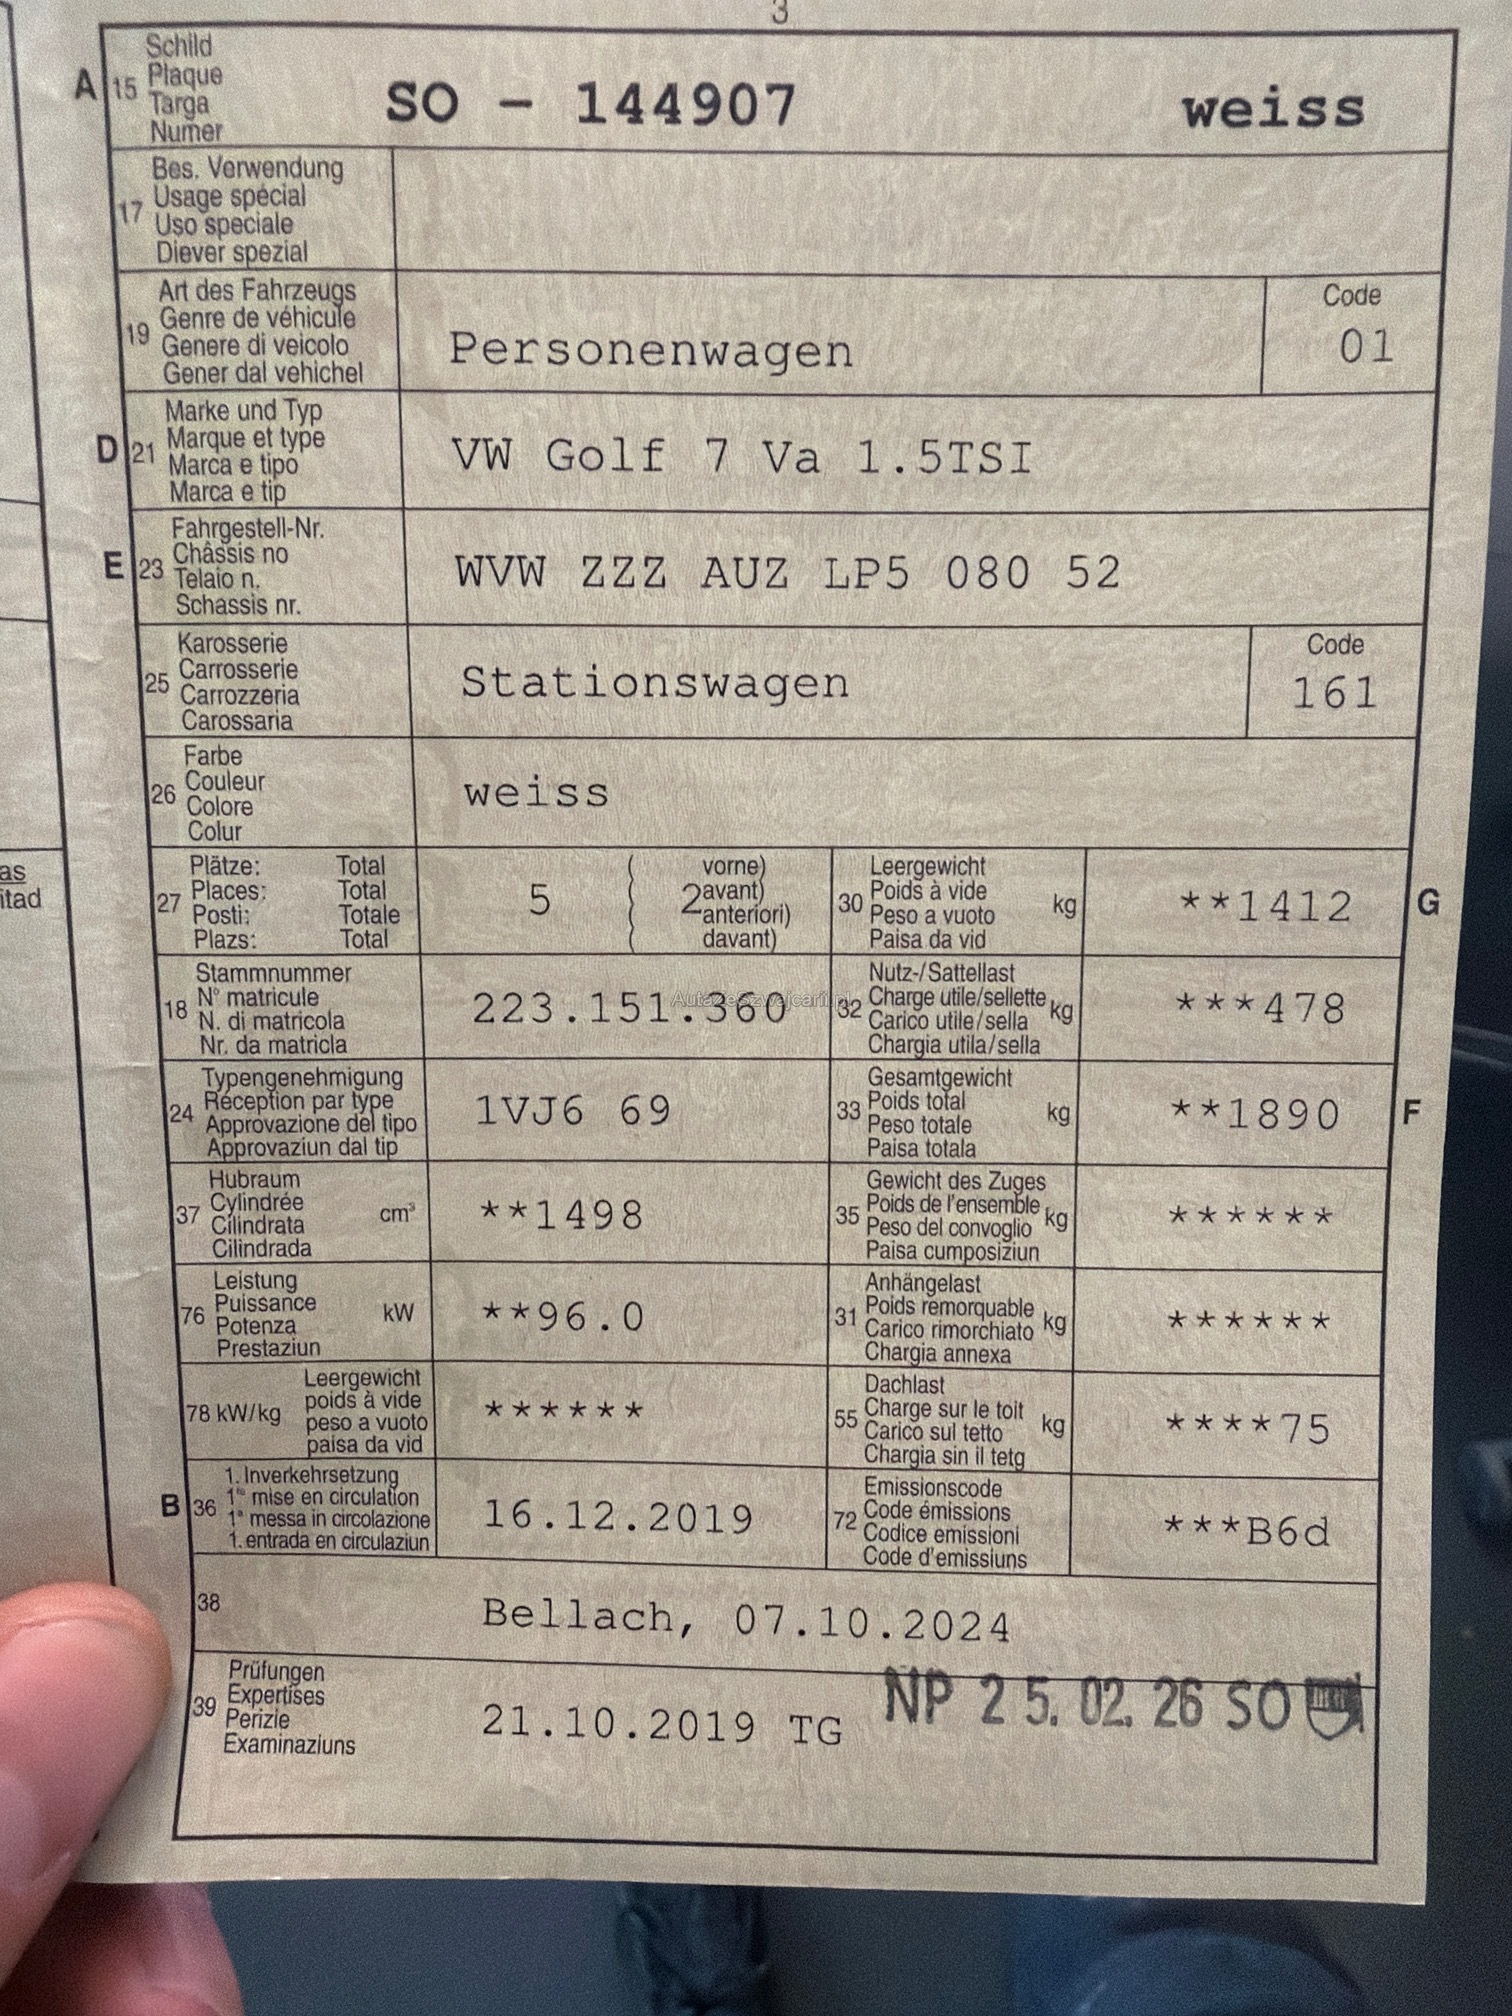 3
A 15 Schild
Plaque
Targa
Numer
SO - 144907 weiss
17 Bes. Verwendung
Usage spécial
Uso speciale
Diever spezial
19 Art des Fahrzeugs
Genre de véhicule
Genere di veicolo
Gener dal vehichel
Personenwagen
Code
01
D 21 Marke und Typ
Marque et type
Marca e tipo
Marca e tip
VW Golf 7 Va 1.5TSI
E 23 Fahrgestell-Nr.
Châssis no
Telaio n.
Schassis nr.
WVW ZZZ AUZ LP5 080 52
25 Karosserie
Carrosserie
Carrozzeria
Carossaria
Stationswagen
Code
161
26 Farbe
Couleur
Colore
Colur
weiss
as
itad
27 Plätze: Total
Places: Total
Posti: Totale
Plazs: Total
5 ( 2 vorne)
avant)
anteriori)
davant)
30 Leergewicht
Poids à vide
Peso a vuoto
Paisa da vid
kg **1412 G
18 Stammnummer
N° matricule
N. di matricola
Nr. da matricla
223.151.360
Autazeszwajcarii.pl
32 Nutz-/Sattellast
Charge utile/sellette
Carico utile/sella
Chargia utila/sella
kg ***478
24 Typengenehmigung
Réception par type
Approvazione del tipo
Approvaziun dal tip
1VJ6 69
33 Gesamtgewicht
Poids total
Peso totale
Paisa totala
kg **1890 F
37 Hubraum
Cylindrée
Cilindrata
Cilindrada
cm³ **1498
35 Gewicht des Zuges
Poids de l'ensemble
Peso del convoglio
Paisa cumposiziun
kg ******
76 Leistung
Puissance
Potenza
Prestaziun
kW **96.0
31 Anhängelast
Poids remorquable
Carico rimorchiato
Chargia annexa
kg ******
78 kW/kg Leergewicht
poids à vide
peso a vuoto
paisa da vid
******
55 Dachlast
Charge sur le toit
Carico sul tetto
Chargia sin il tetg
kg ****75
B 36 1. Inverkehrsetzung
1re mise en circulation
1a messa in circolazione
1. entrada en circulaziun
16.12.2019
72 Emissionscode
Code émissions
Codice emissioni
Code d'emissiuns
***B6d
38 Bellach, 07.10.2024
39 Prüfungen
Expertises
Perizie
Examinaziuns
21.10.2019 TG
NP 25.02.26 SO